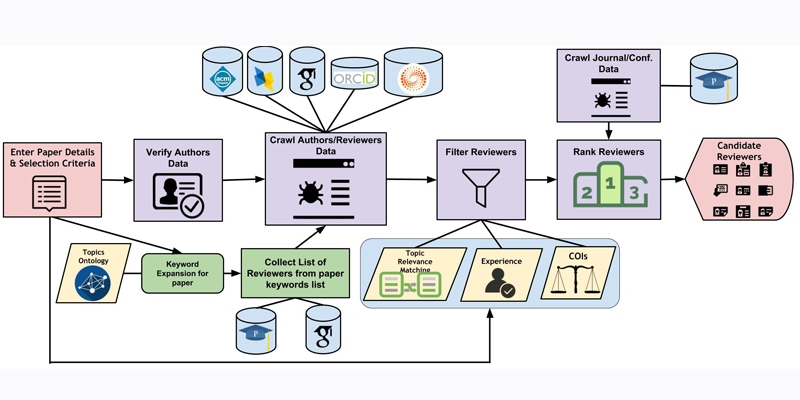 Crawl Journal/Conf.
Data
acm
g
ORCID
P
Enter Paper Details
& Selection Criteria
Verify Authors
Data
Crawl Authors/Reviewers
Data
Filter Reviewers
Rank Reviewers
2 1 3
Candidate
Reviewers
Topics
Ontology
Keyword
Expansion for
paper
Collect List of
Reviewers from paper
keywords list
Topic
Relevance
Matching
Experience
COIs
P
g